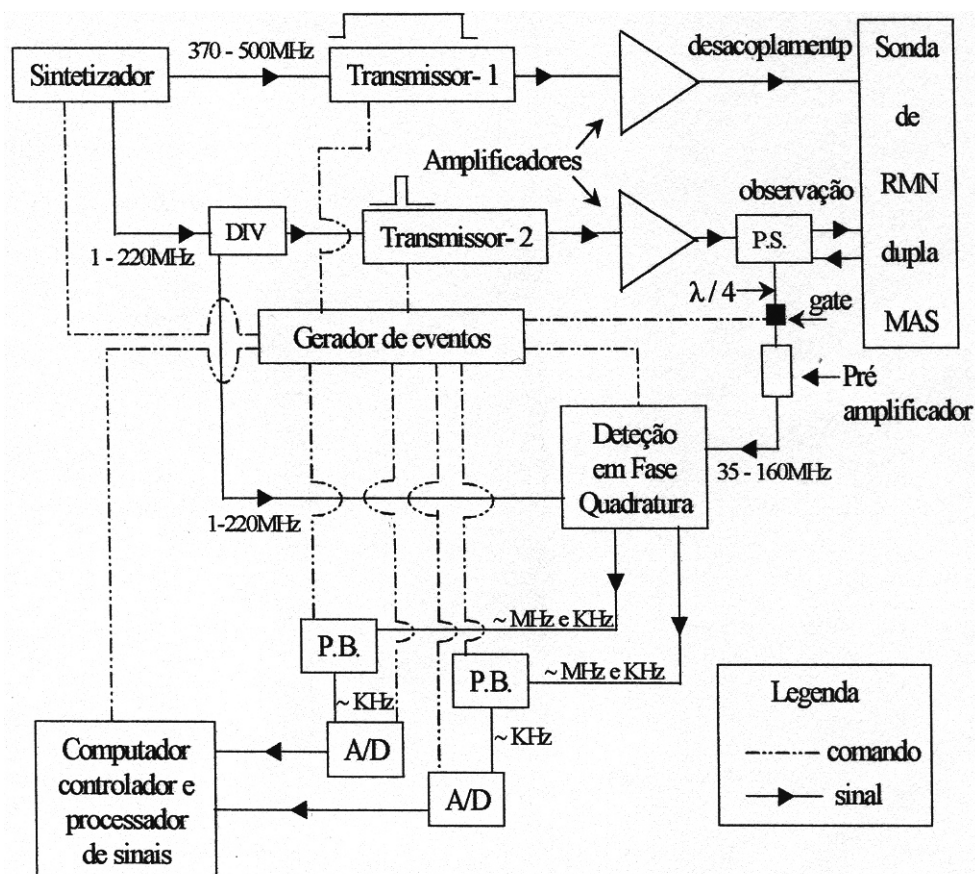 370 - 500MHz
Sintetizador
Transmissor- 1
desacoplamentp
Sonda
de
RMN
dupla
MAS
Amplificadores
observação
1 - 220MHz
DIV
Transmissor- 2
P.S.
λ / 4
gate
Gerador de eventos
Pré
amplificador
Deteção
em Fase
Quadratura
35 - 160MHz
1-220MHz
P.B.
~ MHz e KHz
P.B.
~ MHz e KHz
~ KHz
~ KHz
A/D
A/D
Computador
controlador e
processador
de sinais
Legenda
comando
sinal